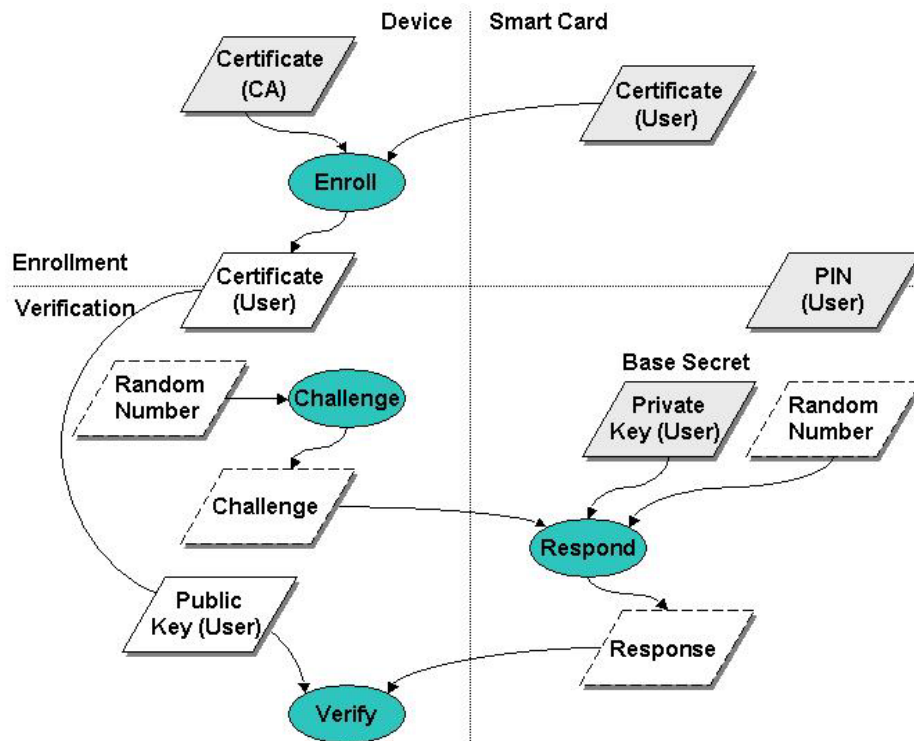 Device
Smart Card
Certificate
(CA)
Certificate
(User)
Enroll
Enrollment
Verification
Certificate
(User)
PIN
(User)
Random
Number
Challenge
Base Secret
Private
Key (User)
Random
Number
Challenge
Respond
Public
Key (User)
Response
Verify